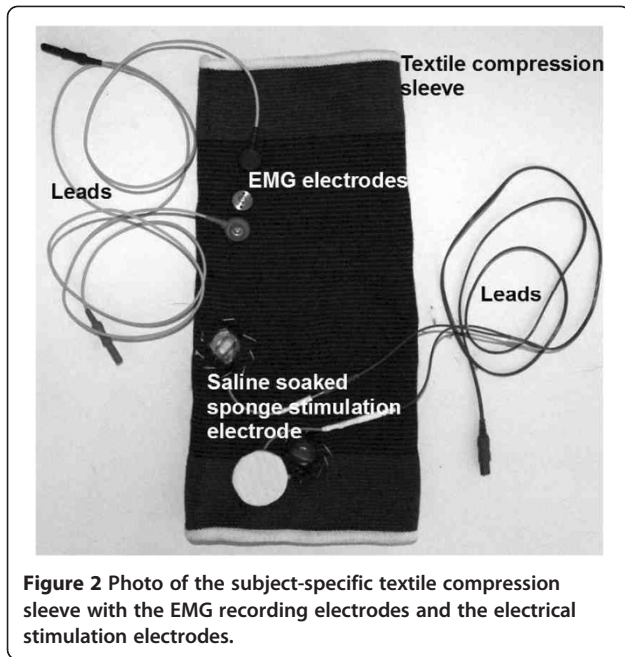 Textile compression
sleeve
EMG electrodes
Leads
Leads
Saline soaked
sponge stimulation
electrode
Figure 2 Photo of the subject-specific textile compression
sleeve with the EMG recording electrodes and the electrical
stimulation electrodes.